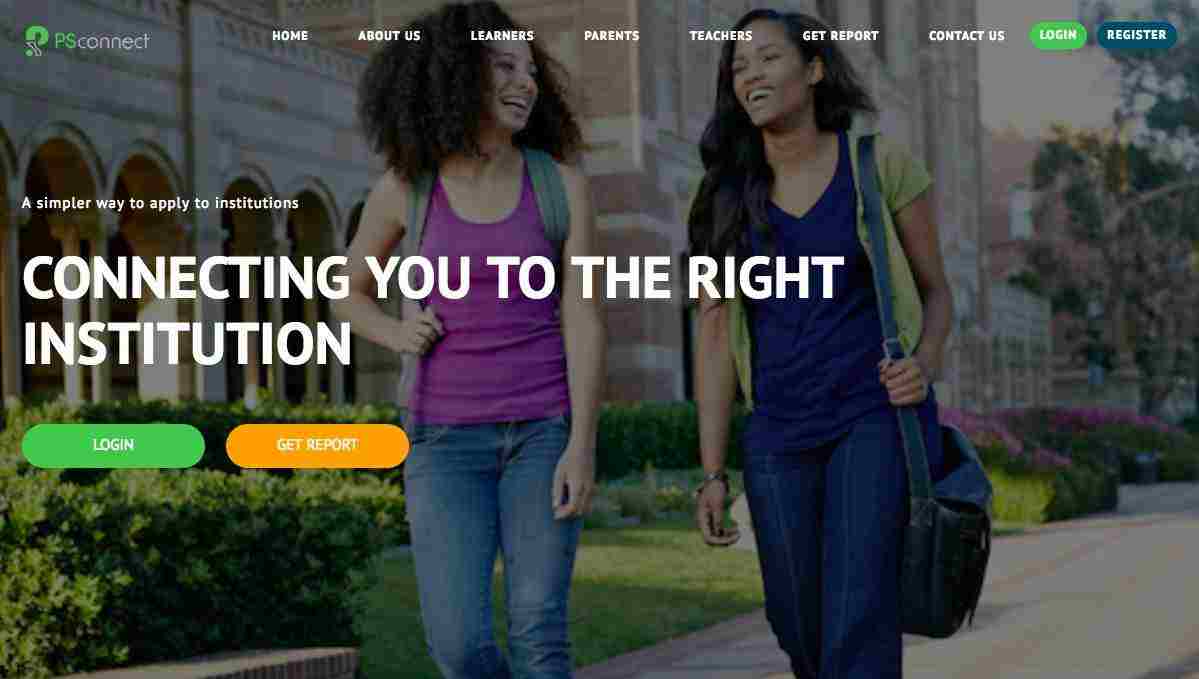 PSconnect
HOME ABOUT US LEARNERS PARENTS TEACHERS GET REPORT CONTACT US LOGIN REGISTER
A simpler way to apply to institutions
CONNECTING YOU TO THE RIGHT
INSTITUTION
LOGIN GET REPORT